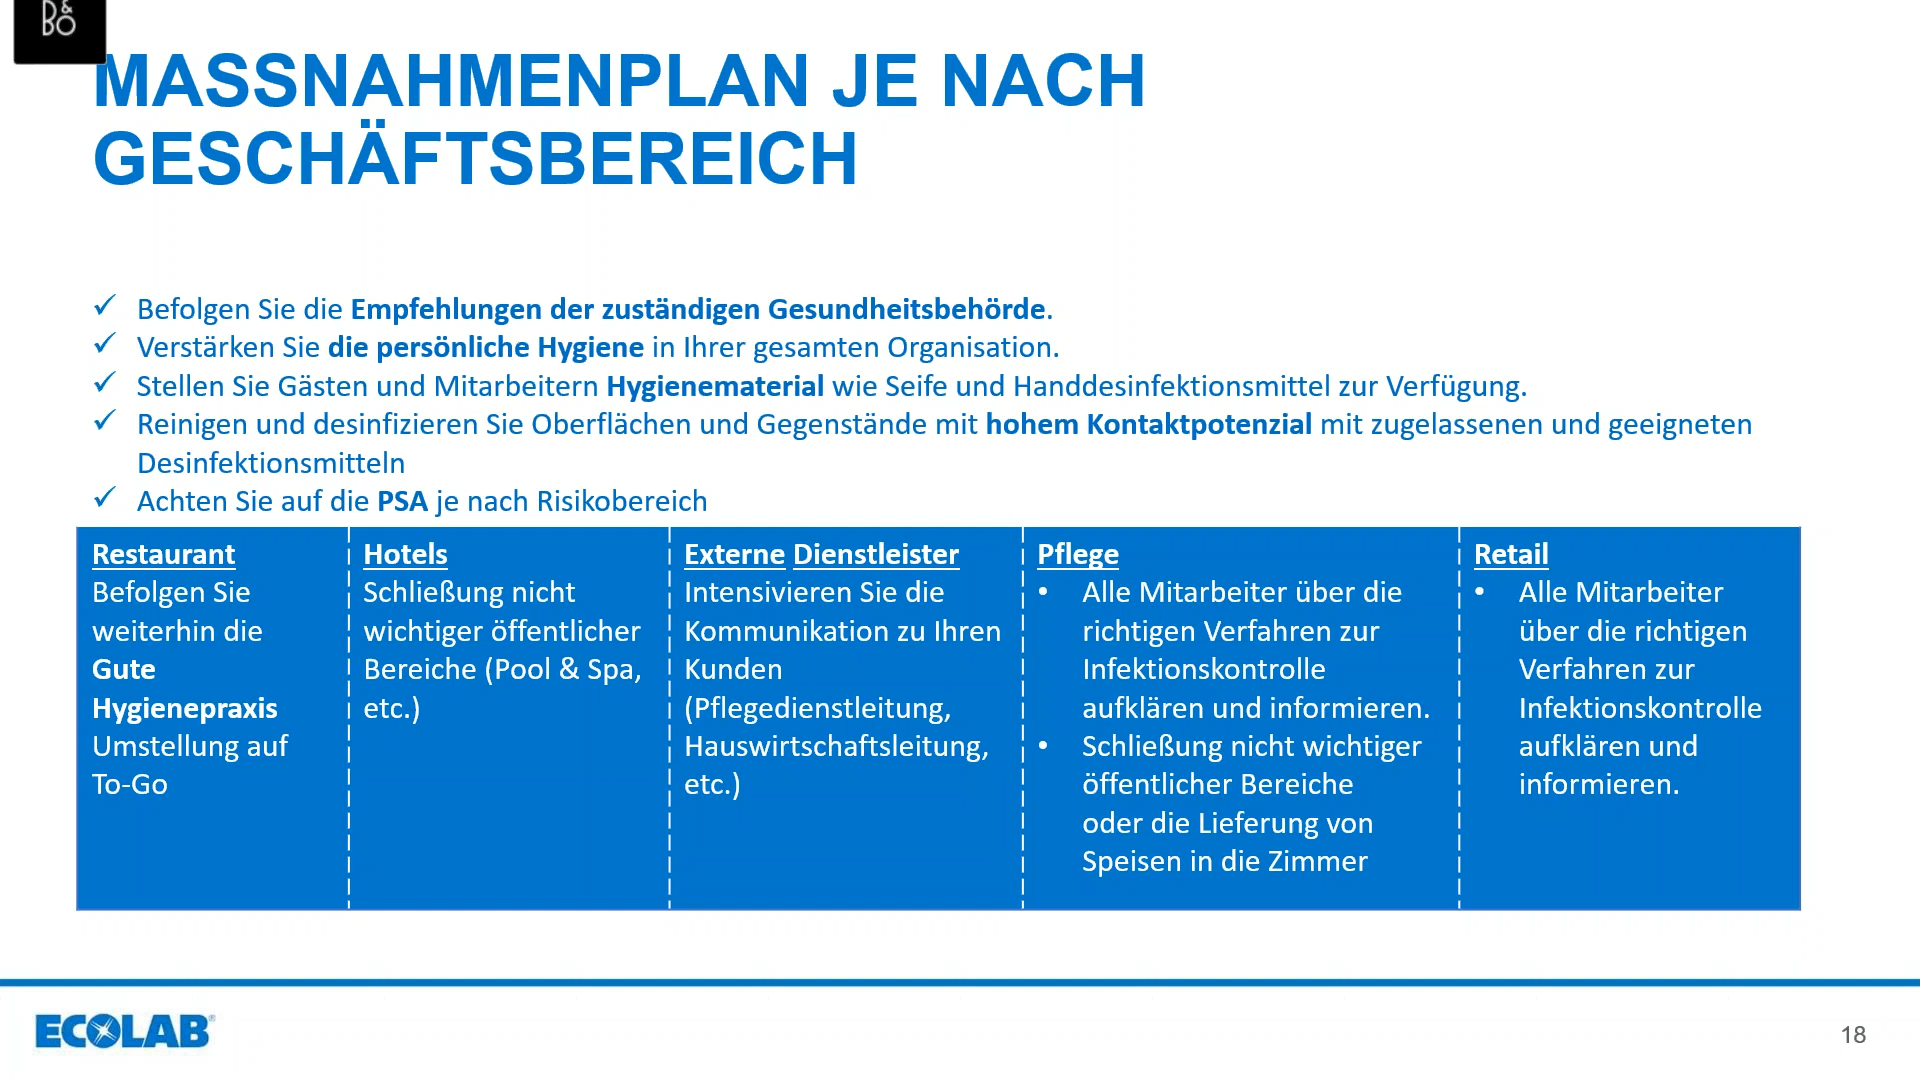 B&O
MASSNAHMENPLAN JE NACH
GESCHÄFTSBEREICH
✓ Befolgen Sie die Empfehlungen der zuständigen Gesundheitsbehörde.
✓ Verstärken Sie die persönliche Hygiene in Ihrer gesamten Organisation.
✓ Stellen Sie Gästen und Mitarbeitern Hygienematerial wie Seife und Handdesinfektionsmittel zur Verfügung.
✓ Reinigen und desinfizieren Sie Oberflächen und Gegenstände mit hohem Kontaktpotenzial mit zugelassenen und geeigneten
Desinfektionsmitteln
✓ Achten Sie auf die PSA je nach Risikobereich
Restaurant
Befolgen Sie
weiterhin die
Gute
Hygienepraxis
Umstellung auf
To-Go
Hotels
Schließung nicht
wichtiger öffentlicher
Bereiche (Pool & Spa,
etc.)
Externe Dienstleister
Intensivieren Sie die
Kommunikation zu Ihren
Kunden
(Pflegedienstleitung,
Hauswirtschaftsleitung,
etc.)
Pflege
• Alle Mitarbeiter über die
richtigen Verfahren zur
Infektionskontrolle
aufklären und informieren.
• Schließung nicht wichtiger
öffentlicher Bereiche
oder die Lieferung von
Speisen in die Zimmer
Retail
• Alle Mitarbeiter
über die richtigen
Verfahren zur
Infektionskontrolle
aufklären und
informieren.
ECOLAB®
18